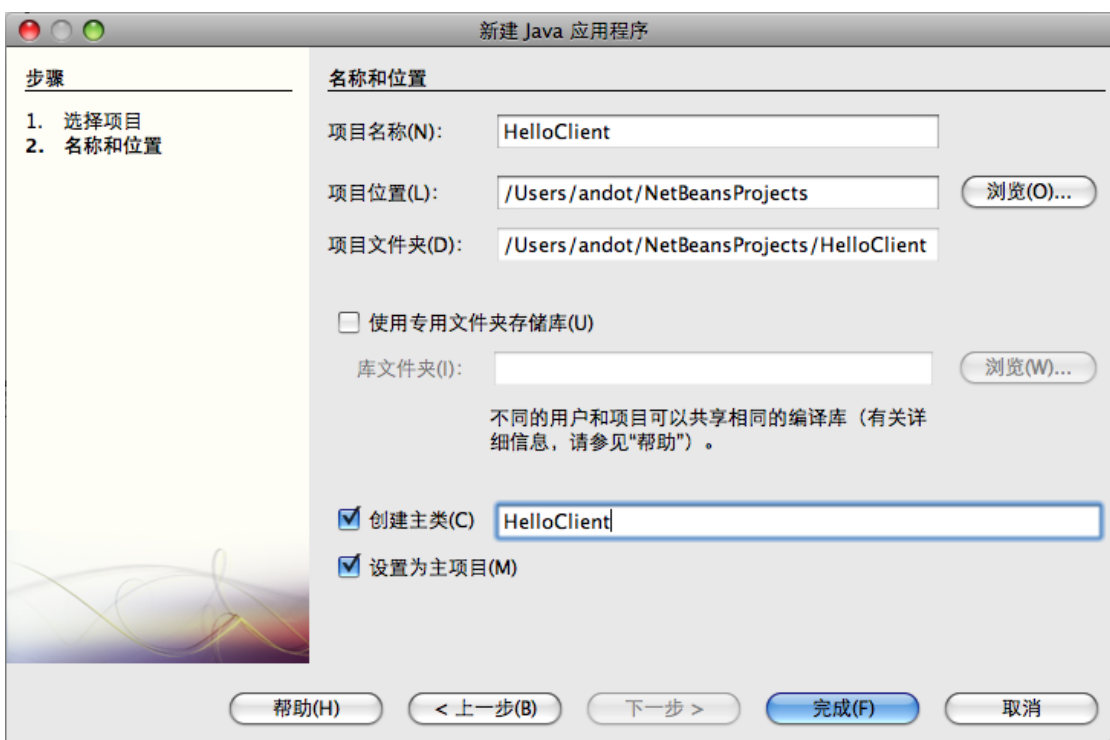 新建 Java 应用程序
步骤
1. 选择项目
2. 名称和位置
名称和位置
项目名称(N): HelloClient
项目位置(L): /Users/andot/NetBeansProjects 浏览(O)...
项目文件夹(D): /Users/andot/NetBeansProjects/HelloClient
使用专用文件夹存储库(U)
库文件夹(I): 浏览(W)...
不同的用户和项目可以共享相同的编译库（有关详
细信息，请参见“帮助”）。
创建主类(C) HelloClient
设置为主项目(M)
帮助(H) < 上一步(B) 下一步 > 完成(F) 取消